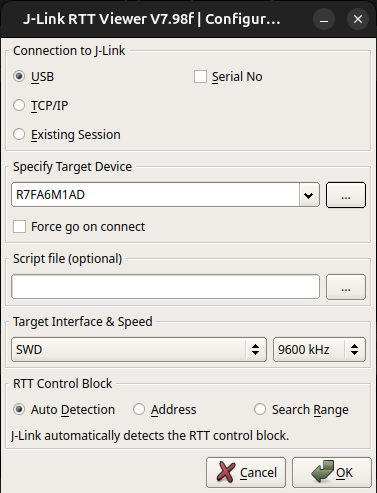 J-Link RTT Viewer V7.98f | Configur...
Connection to J-Link
USB Serial No
TCP/IP
Existing Session
Specify Target Device
R7FA6M1AD ...
Force go on connect
Script file (optional)
...
Target Interface & Speed
SWD 9600 kHz
RTT Control Block
Auto Detection Address Search Range
J-Link automatically detects the RTT control block.
Cancel OK